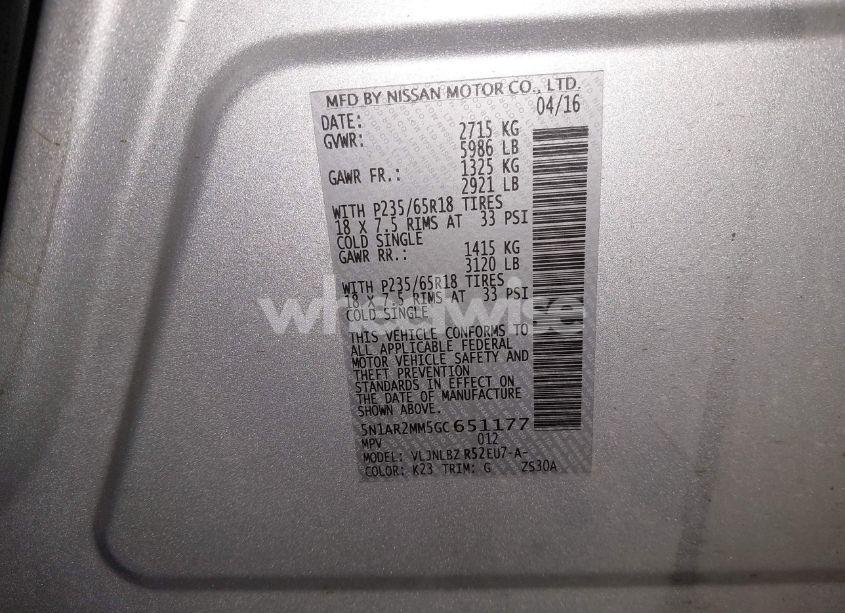 MFD BY NISSAN MOTOR CO., LTD.
DATE: 04/16
GVWR: 2715 KG
5986 LB
GAWR FR.: 1325 KG
2921 LB
WITH P235/65R18 TIRES
18 X 7.5 RIMS AT 33 PSI
COLD SINGLE
GAWR RR.: 1415 KG
3120 LB
WITH P235/65R18 TIRES
18 X 7.5 RIMS AT 33 PSI
COLD SINGLE
wheelwise
THIS VEHICLE CONFORMS TO
ALL APPLICABLE FEDERAL
MOTOR VEHICLE SAFETY AND
THEFT PREVENTION
STANDARDS IN EFFECT ON
THE DATE OF MANUFACTURE
SHOWN ABOVE.
5N1AR2MM5GC651177
MPV 012
MODEL: VLJNLBZ R52EU7-A-
COLOR: K23 TRIM: G ZS30A